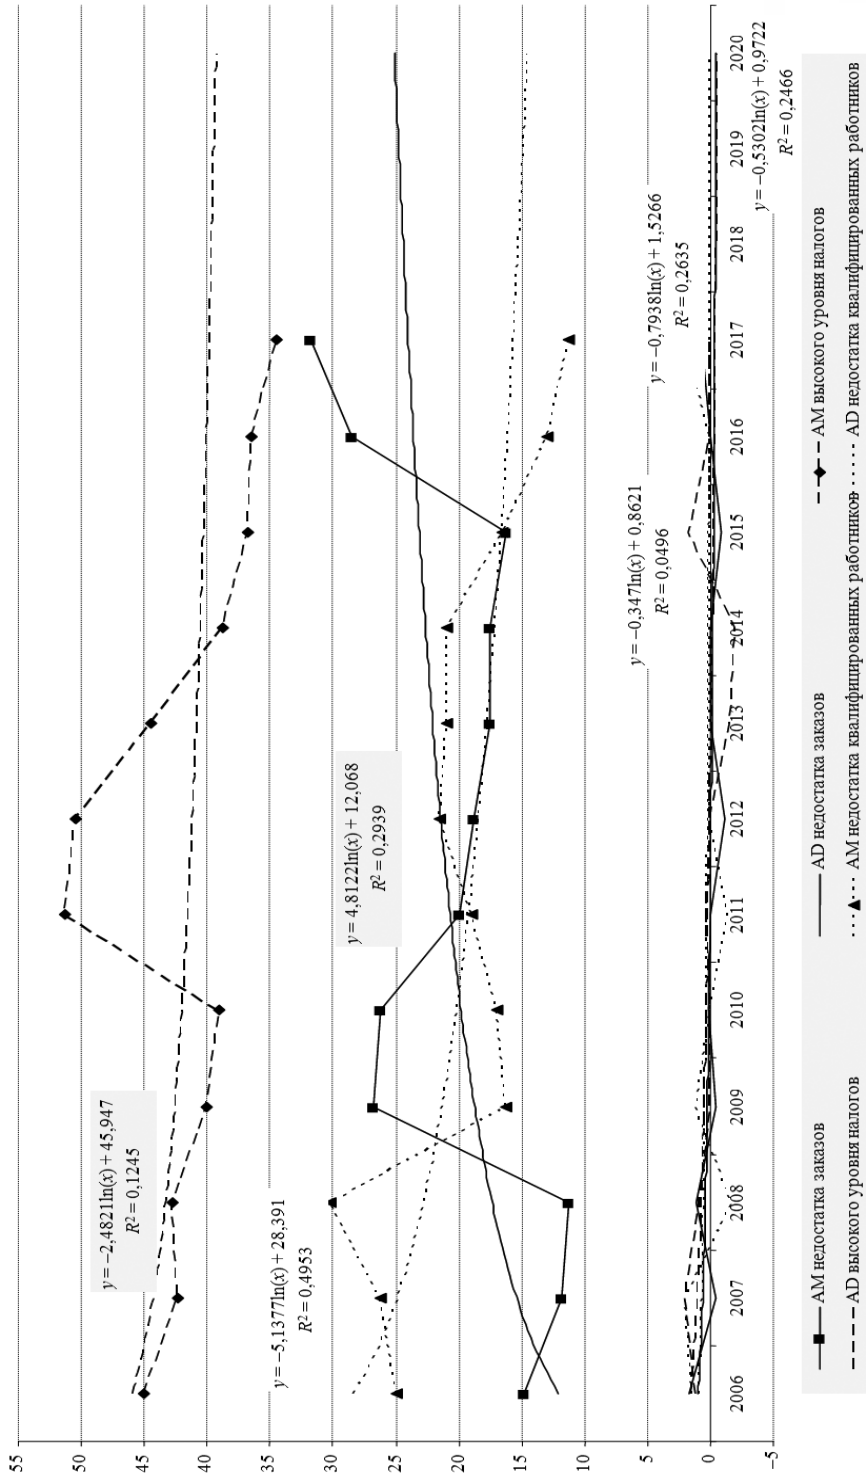 55
50
45
40
35
30
25
20
15
10
5
0
−5
y = −2,4821ln(x) + 45,947
R² = 0,1245
y = −5,1377ln(x) + 28,391
R² = 0,4953
y = 4,8122ln(x) + 12,068
R² = 0,2939
y = −0,347ln(x) + 0,8621
R² = 0,0496
y = −0,7938ln(x) + 1,5266
R² = 0,2635
y = −0,5302ln(x) + 0,9722
R² = 0,2466
2006 2007 2008 2009 2010 2011 2012 2013 2014 2015 2016 2017 2018 2019 2020
AM недостатка заказов
AD недостатка заказов
AM высокого уровня налогов
AD высокого уровня налогов
AM недостатка квалифицированных работников
AD недостатка квалифицированных работников